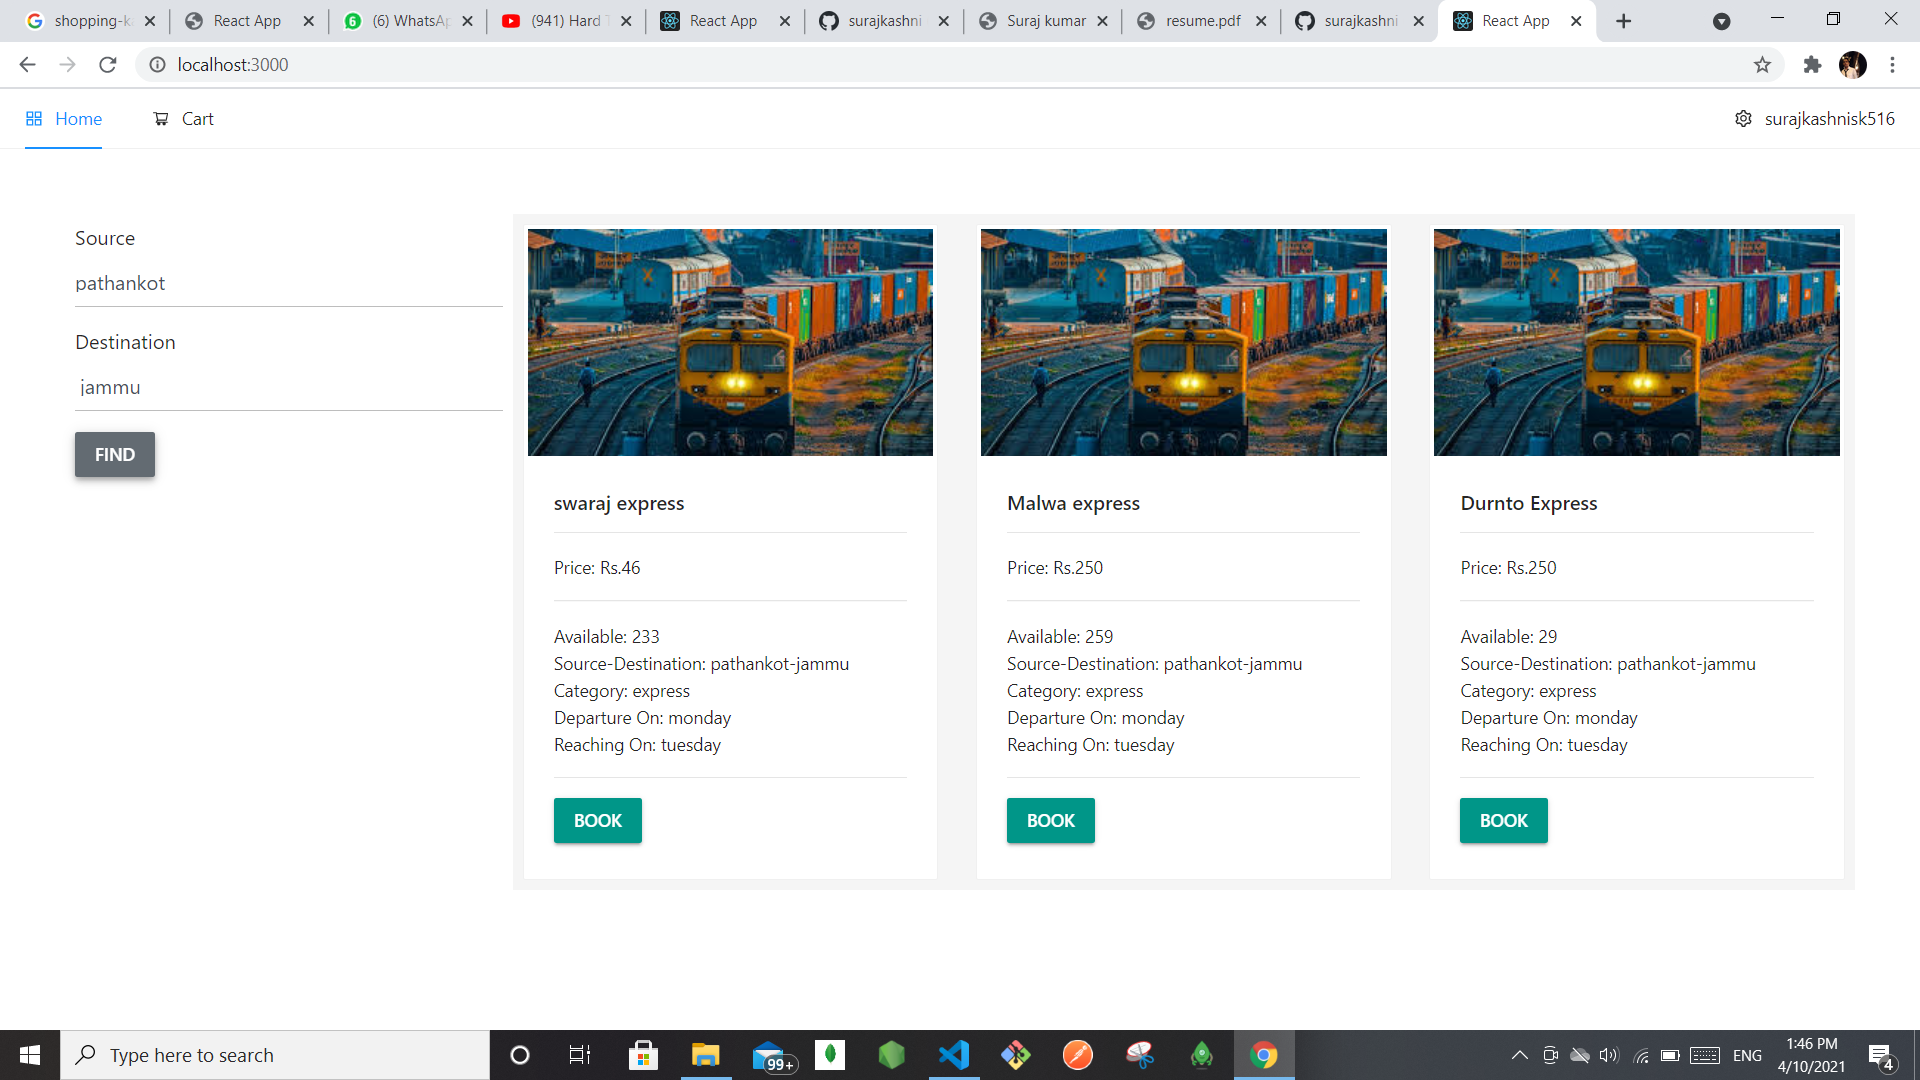 shopping-ka
React App
(6) WhatsAp
(941) Hard T
React App
surajkashni
Suraj kumar
resume.pdf
surajkashni
React App
localhost:3000
Home
Cart
surajkashnisk516
Source
pathankot
Destination
jammu
FIND
swaraj express
Price: Rs.46
Available: 233
Source-Destination: pathankot-jammu
Category: express
Departure On: monday
Reaching On: tuesday
BOOK
Malwa express
Price: Rs.250
Available: 259
Source-Destination: pathankot-jammu
Category: express
Departure On: monday
Reaching On: tuesday
BOOK
Durnto Express
Price: Rs.250
Available: 29
Source-Destination: pathankot-jammu
Category: express
Departure On: monday
Reaching On: tuesday
BOOK
Type here to search
99+
ENG
1:46 PM
4/10/2021
4